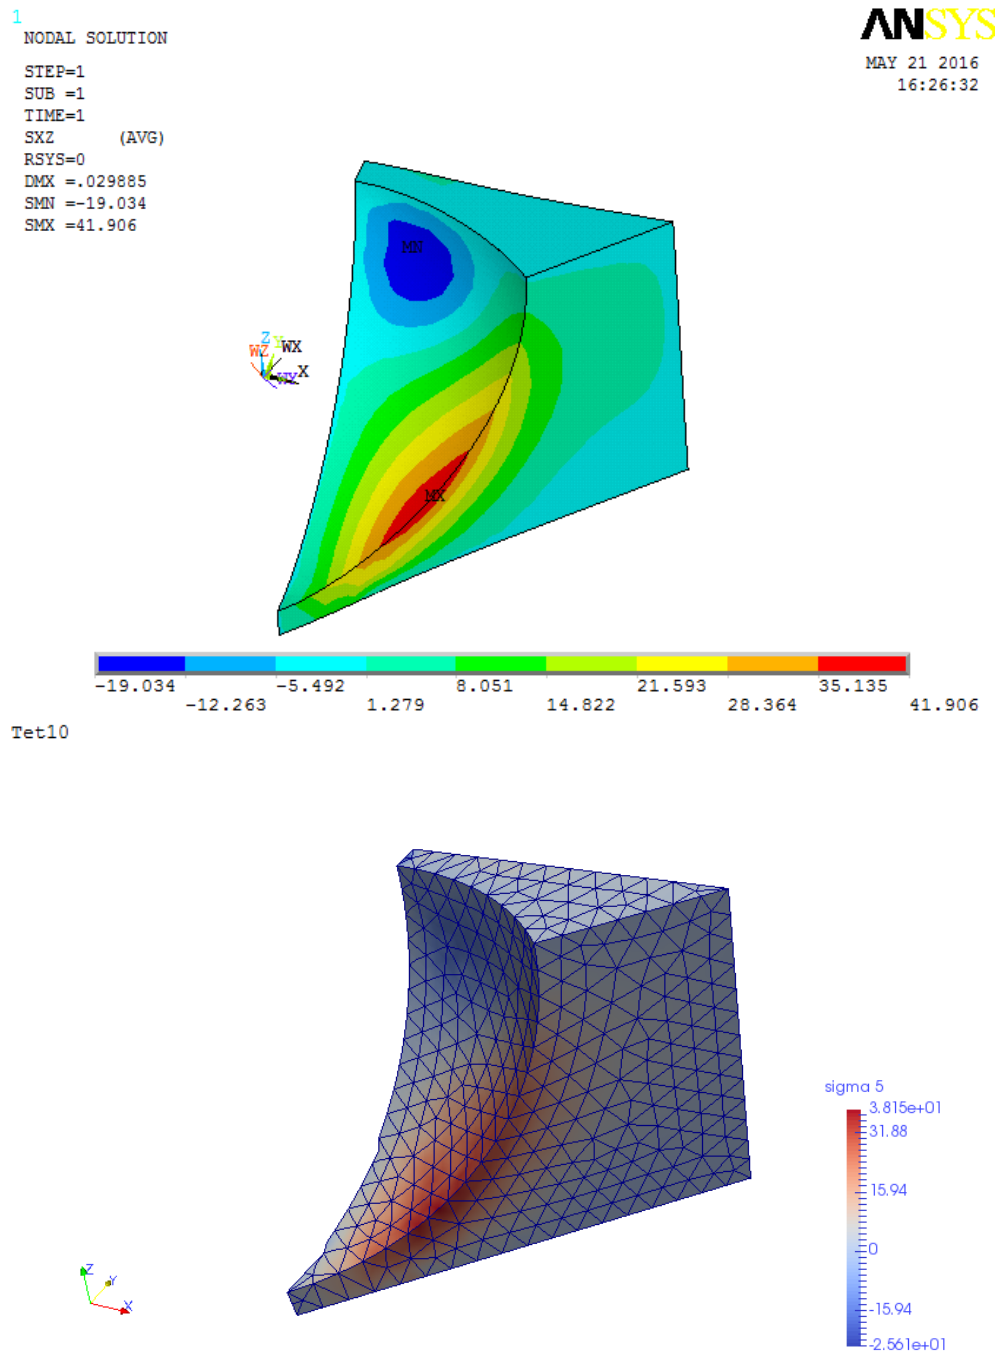 1
NODAL SOLUTION
ANSYS
MAY 21 2016
16:26:32
STEP=1
SUB =1
TIME=1
SXZ (AVG)
RSYS=0
DMX =.029885
SMN =-19.034
SMX =41.906
MN
Z Y
WZ WX
X
WY
MX
-19.034 -5.492 8.051 21.593 35.135
-12.263 1.279 14.822 28.364 41.906
Tet10
sigma 5
3.815e+01
31.88
15.94
0
-15.94
-2.561e+01
Z
Y
X